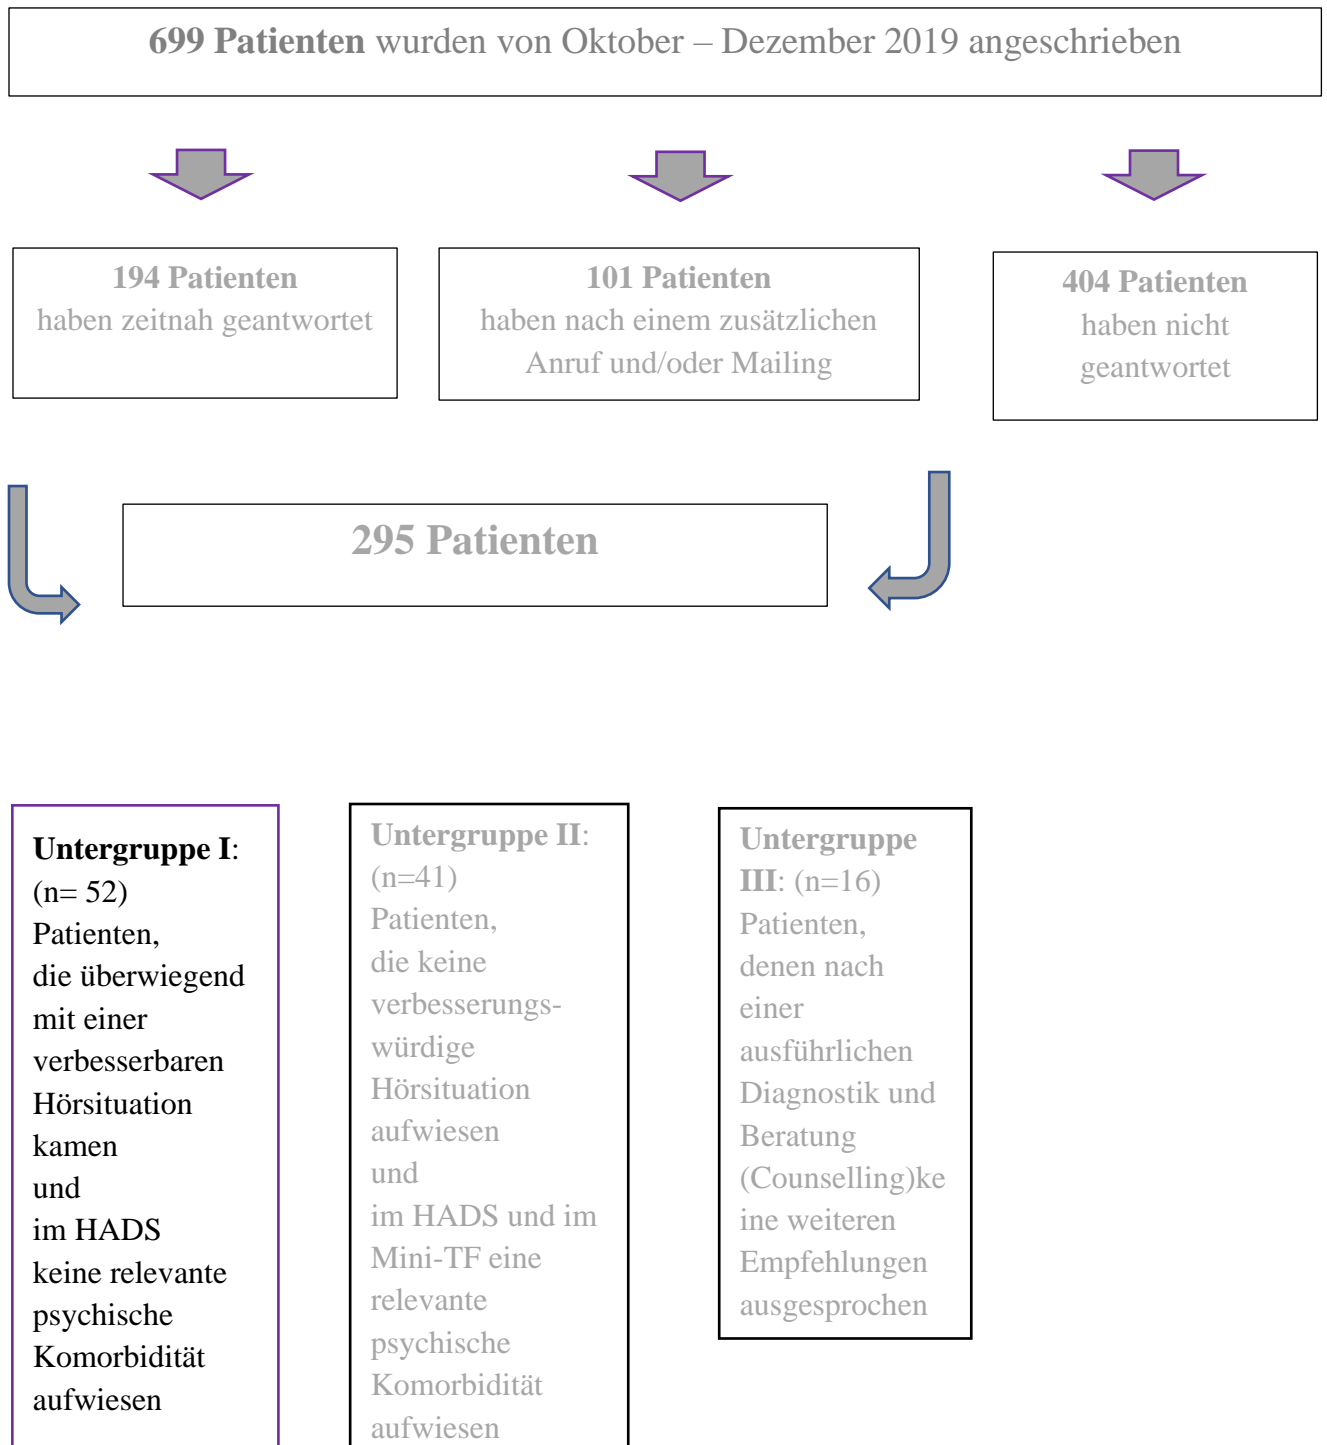 699 Patienten wurden von Oktober – Dezember 2019 angeschrieben
194 Patienten
haben zeitnah geantwortet
101 Patienten
haben nach einem zusätzlichen
Anruf und/oder Mailing
404 Patienten
haben nicht
geantwortet
295 Patienten
Untergruppe I:
(n= 52)
Patienten,
die überwiegend
mit einer
verbesserbaren
Hörsituation
kamen
und
im HADS
keine relevante
psychische
Komorbidität
aufwiesen
Untergruppe II:
(n=41)
Patienten,
die keine
verbesserungs-
würdige
Hörsituation
aufwiesen
und
im HADS und im
Mini-TF eine
relevante
psychische
Komorbidität
aufwiesen
Untergruppe
III: (n=16)
Patienten,
denen nach
einer
ausführlichen
Diagnostik und
Beratung
(Counselling)ke
ine weiteren
Empfehlungen
ausgesprochen